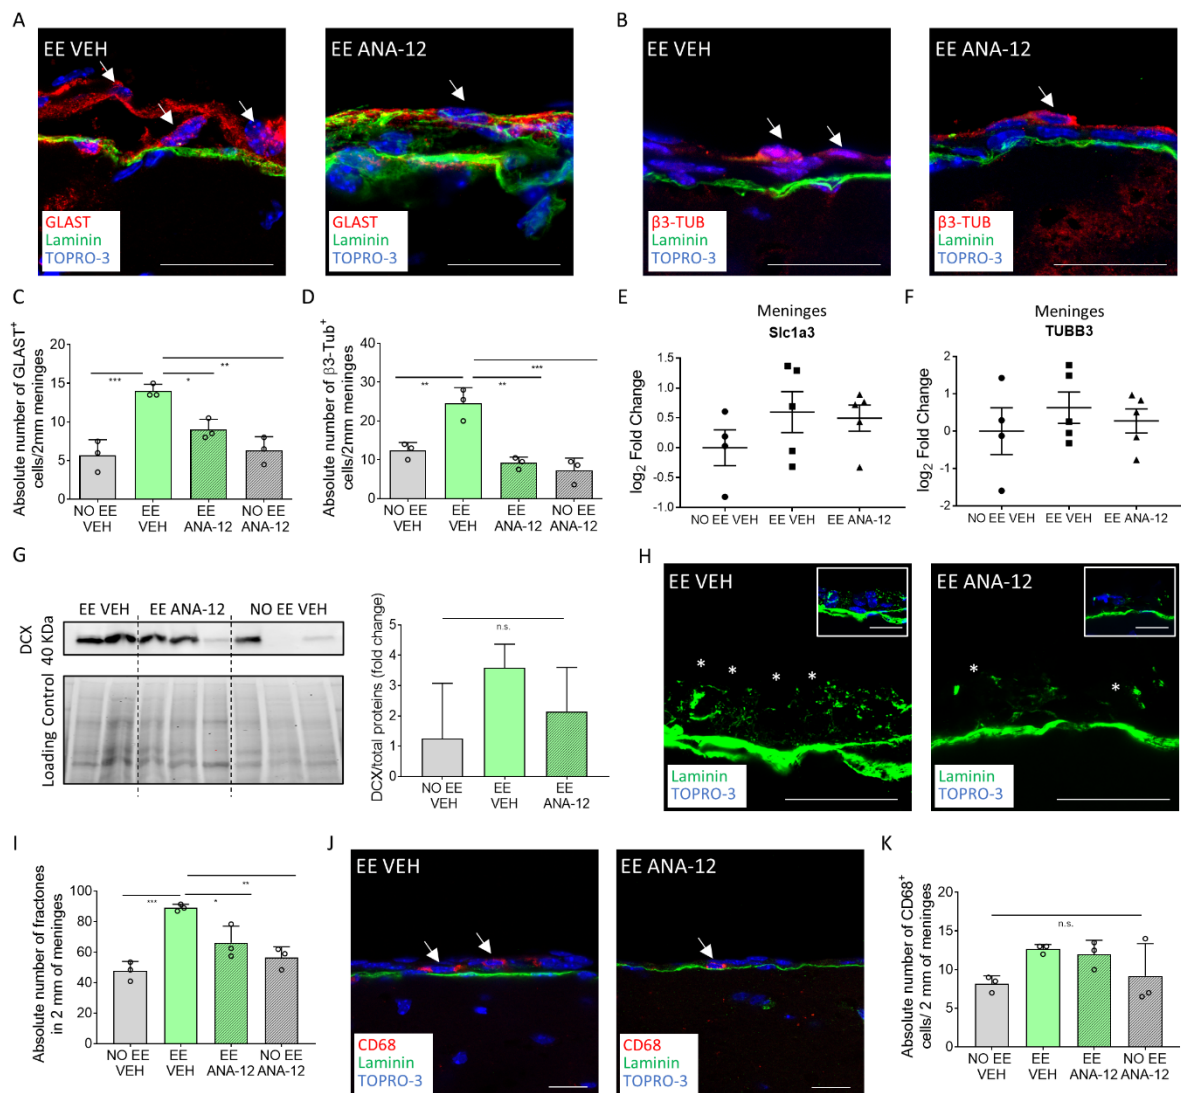 A
EE VEH
GLAST
Laminin
TOPRO-3
EE ANA-12
GLAST
Laminin
TOPRO-3
B
EE VEH
β3-TUB
Laminin
TOPRO-3
EE ANA-12
β3-TUB
Laminin
TOPRO-3
C
Absolute number of GLAST+
cells/2mm meninges
20
15
10
5
0
***
*
**
NO EE
VEH
EE
VEH
EE
ANA-12
NO EE
ANA-12
D
Absolute number of β3-Tub+
cells/2mm meninges
40
30
20
10
0
**
**
***
NO EE
VEH
EE
VEH
EE
ANA-12
NO EE
ANA-12
E
Meninges
Slc1a3
log2 Fold Change
1.5
1.0
0.5
0.0
-0.5
-1.0
NO EE VEH
EE VEH
EE ANA-12
F
Meninges
TUBB3
log2 Fold Change
2
1
0
-1
-2
NO EE VEH
EE VEH
EE ANA-12
G
EE VEH
EE ANA-12
NO EE VEH
DCX
40 KDa
Loading Control
DCX/total proteins (fold change)
5
4
3
2
1
0
n.s.
NO EE
VEH
EE
VEH
EE
ANA-12
H
EE VEH
* * * *
Laminin
TOPRO-3
EE ANA-12
* *
Laminin
TOPRO-3
I
Absolute number of fractones
in 2 mm of meninges
100
80
60
40
20
0
***
*
**
NO EE
VEH
EE
VEH
EE
ANA-12
NO EE
ANA-12
J
EE VEH
CD68
Laminin
TOPRO-3
EE ANA-12
CD68
Laminin
TOPRO-3
K
Absolute number of CD68+
cells/ 2 mm of meninges
20
15
10
5
0
n.s.
NO EE
VEH
EE
VEH
EE
ANA-12
NO EE
ANA-12